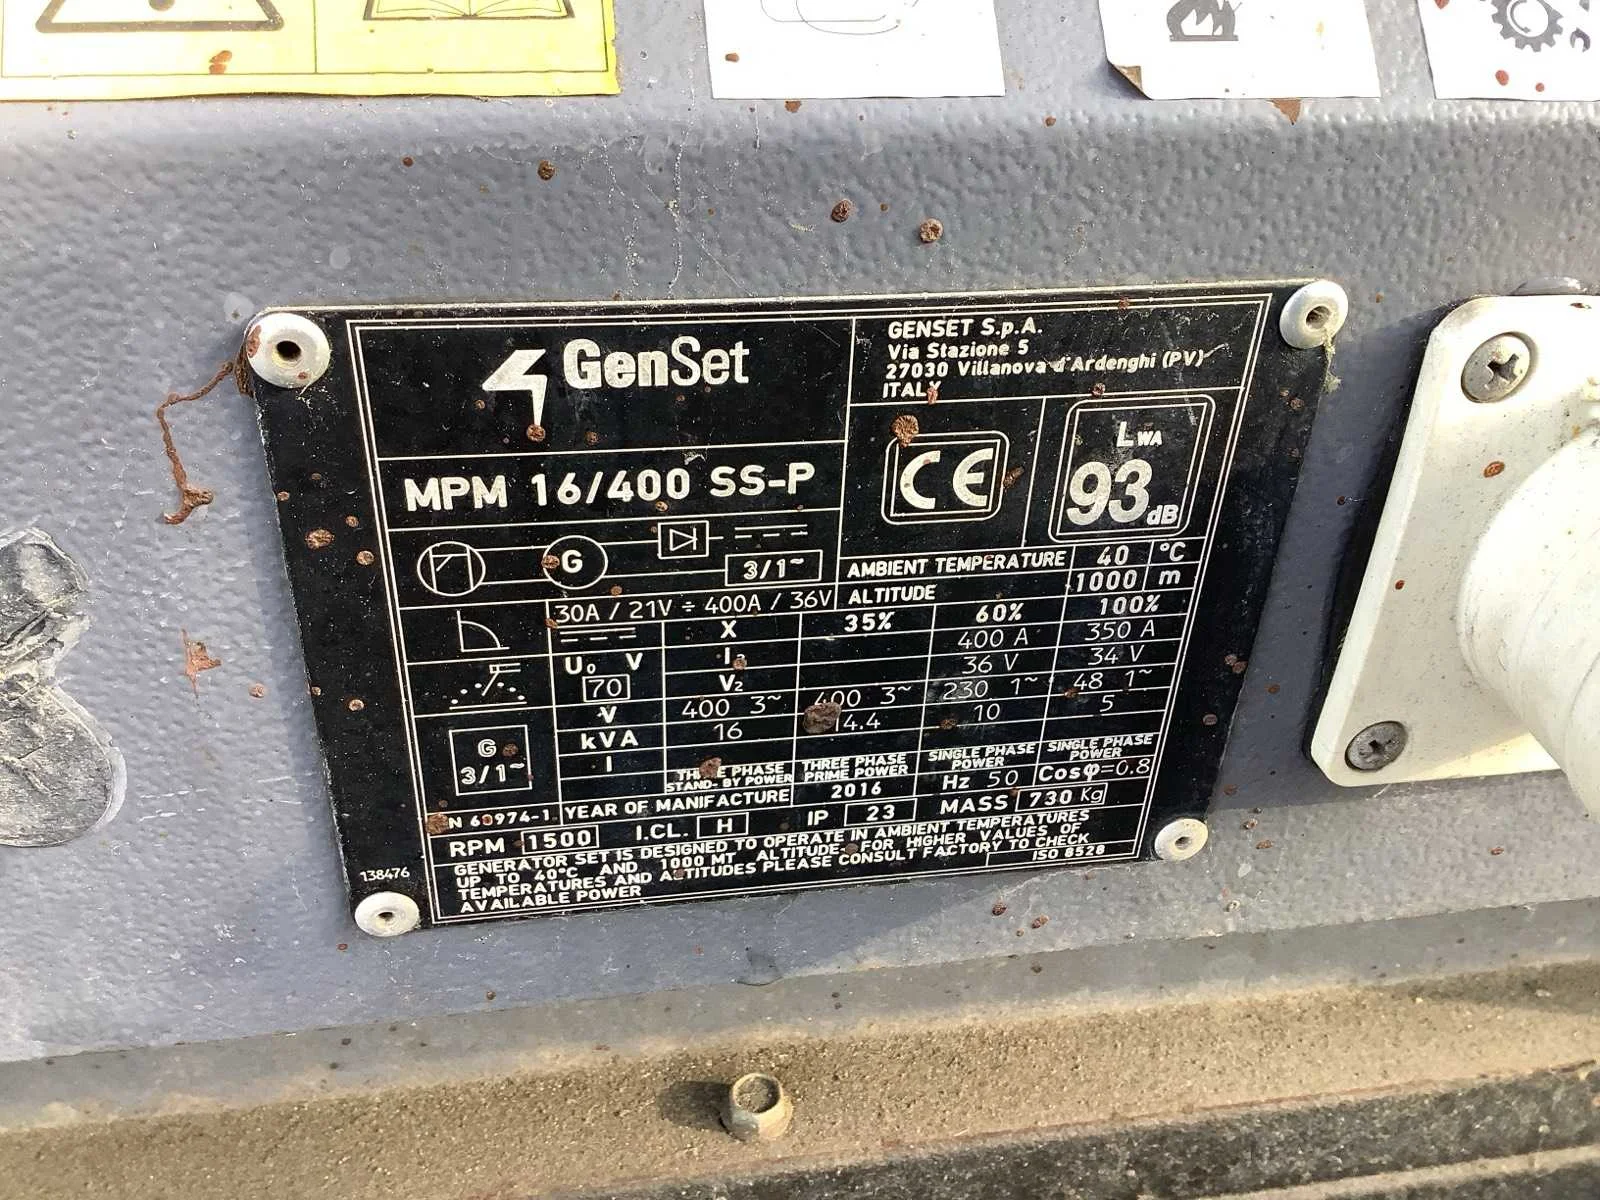 GenSet
GENSET S.p.A.
Via Stazione 5
27030 Villanova d'Ardenghi (PV)
ITALY
MPM 16/400 SS-P
CE
LWA
93 dB
G
3/1~
AMBIENT TEMPERATURE 40 °C
ALTITUDE 1000 m
30A / 21V ÷ 400A / 36V
X 35% 60% 100%
I2 400 A 350 A
U0 V V2 36 V 34 V
70
V 400 3~ 400 3~ 230 1~ 48 1~
kVA 16 14.4 10 5
I
G
3/1~
THREE PHASE STAND-BY POWER
THREE PHASE PRIME POWER
SINGLE PHASE POWER
SINGLE PHASE POWER
EN 60974-1 YEAR OF MANIFACTURE 2016 Hz 50 Cosφ=0.8
RPM 1500 I.CL. H IP 23 MASS 730 Kg
GENERATOR SET IS DESIGNED TO OPERATE IN AMBIENT TEMPERATURES
UP TO 40°C AND 1000 MT ALTITUDE. FOR HIGHER VALUES OF
TEMPERATURES AND ALTITUDES PLEASE CONSULT FACTORY TO CHECK
AVAILABLE POWER
ISO 8528
138476